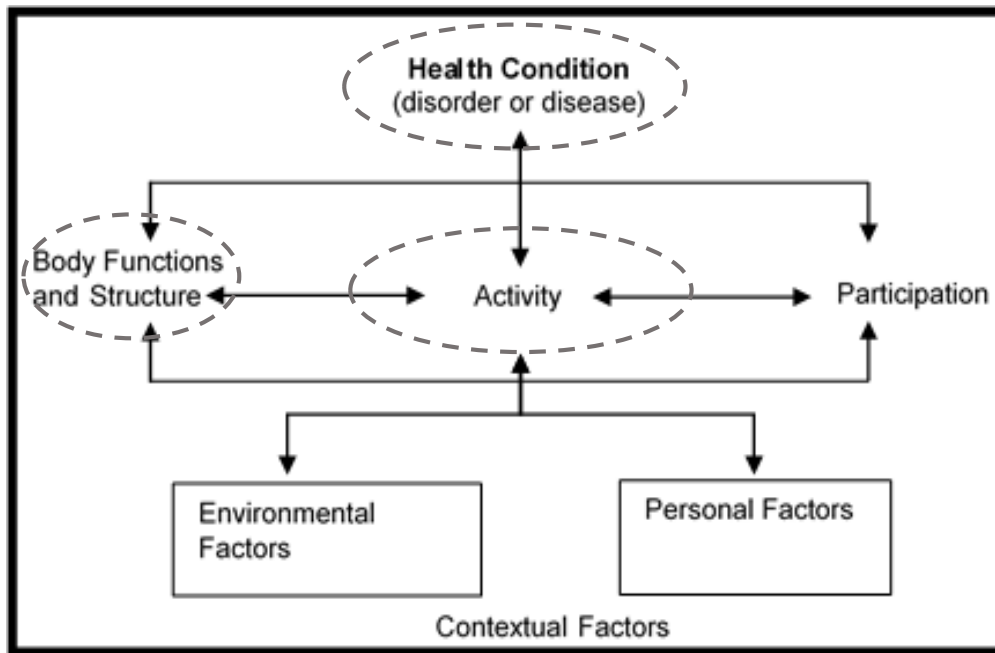 Health Condition
(disorder or disease)
Body Functions
and Structure
Activity
Participation
Environmental
Factors
Personal Factors
Contextual Factors